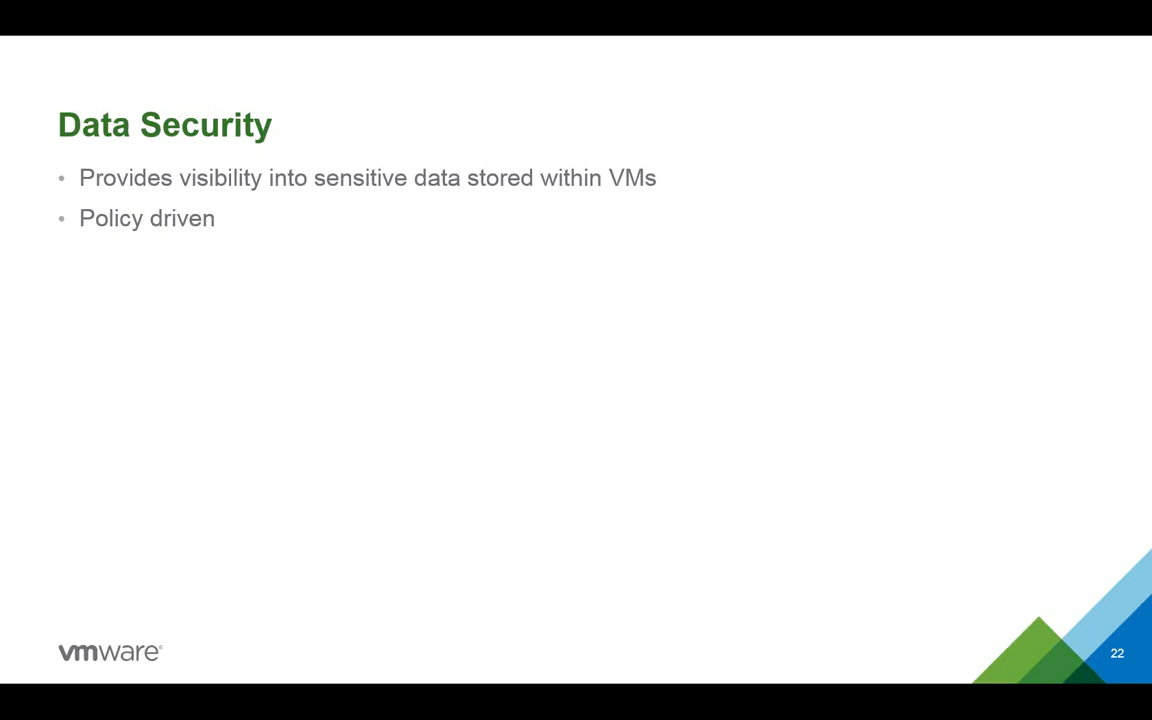 Data Security
• Provides visibility into sensitive data stored within VMs
• Policy driven
vmware®
22